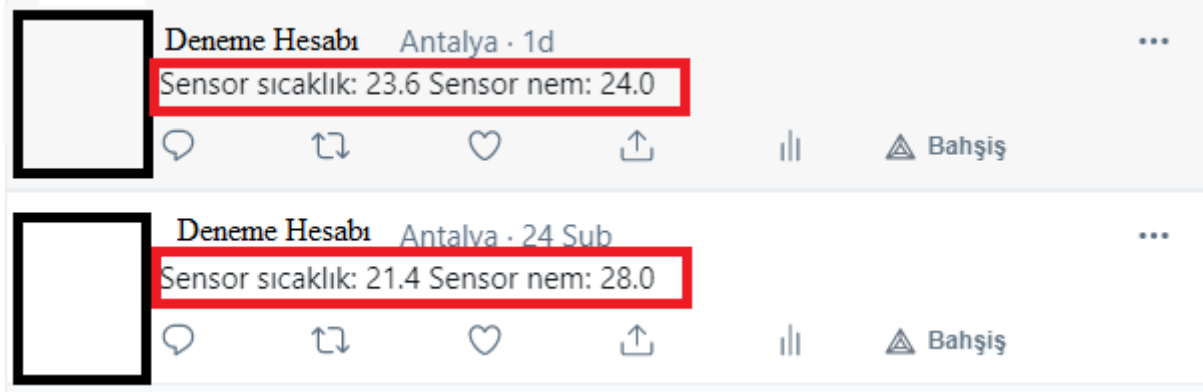 Deneme Hesabı Antalya · 1d
Sensor sıcaklık: 23.6 Sensor nem: 24.0
Bahşiş
Deneme Hesabı Antalya · 24 Şub
Sensor sıcaklık: 21.4 Sensor nem: 28.0
Bahşiş